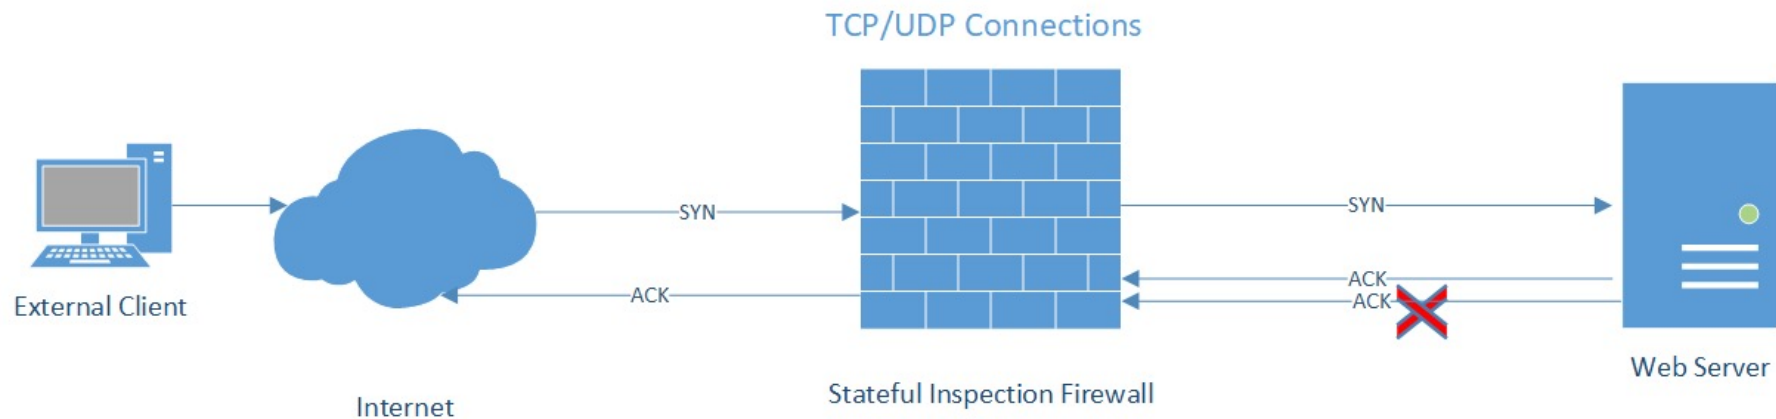 TCP/UDP Connections
SYN
SYN
ACK
ACK
ACK
External Client
Internet
Stateful Inspection Firewall
Web Server